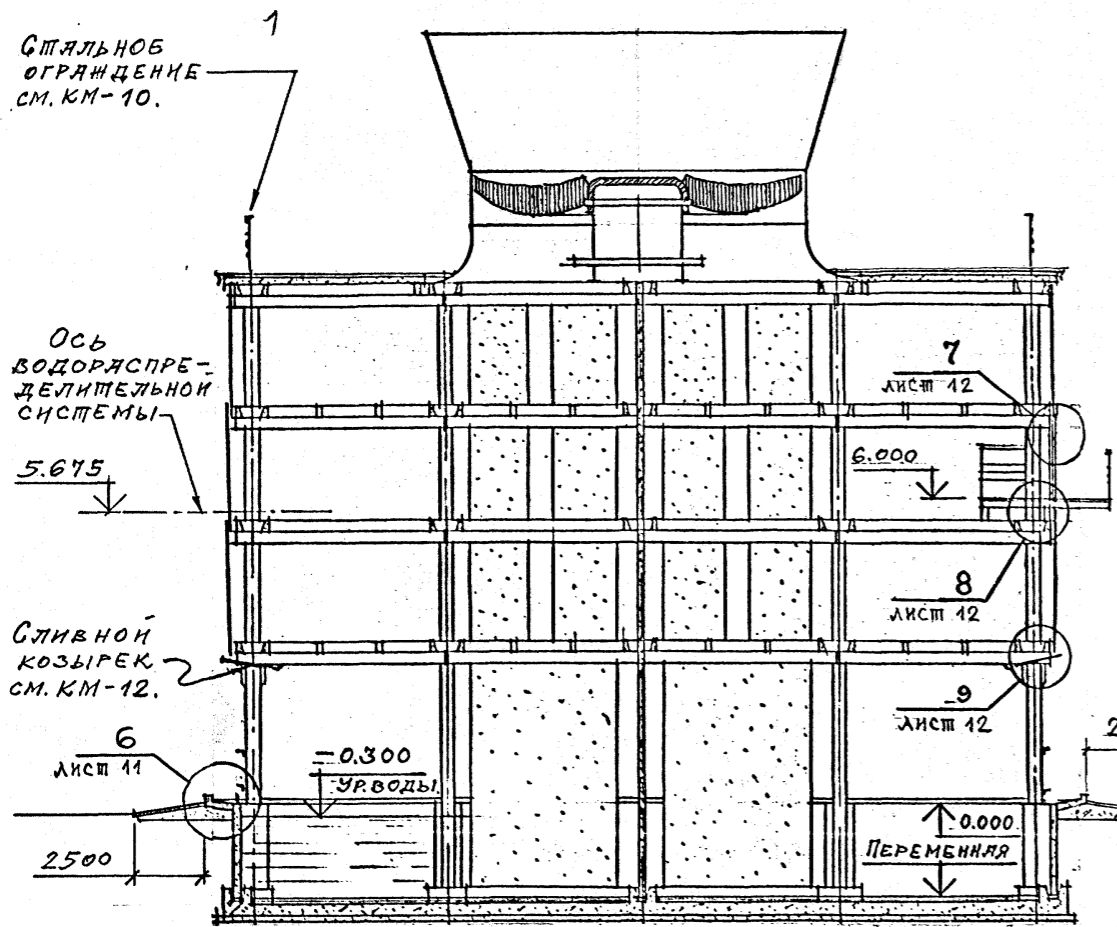 1
Стальное
ограждение
см. КМ-10.
Ось
водораспре-
делительной
системы
5.675
7
лист 12
6.000
8
лист 12
Сливной
козырек
см. КМ-12.
9
лист 12
6
лист 11
-0.300
Ур. воды
2500
0.000
Переменная
2